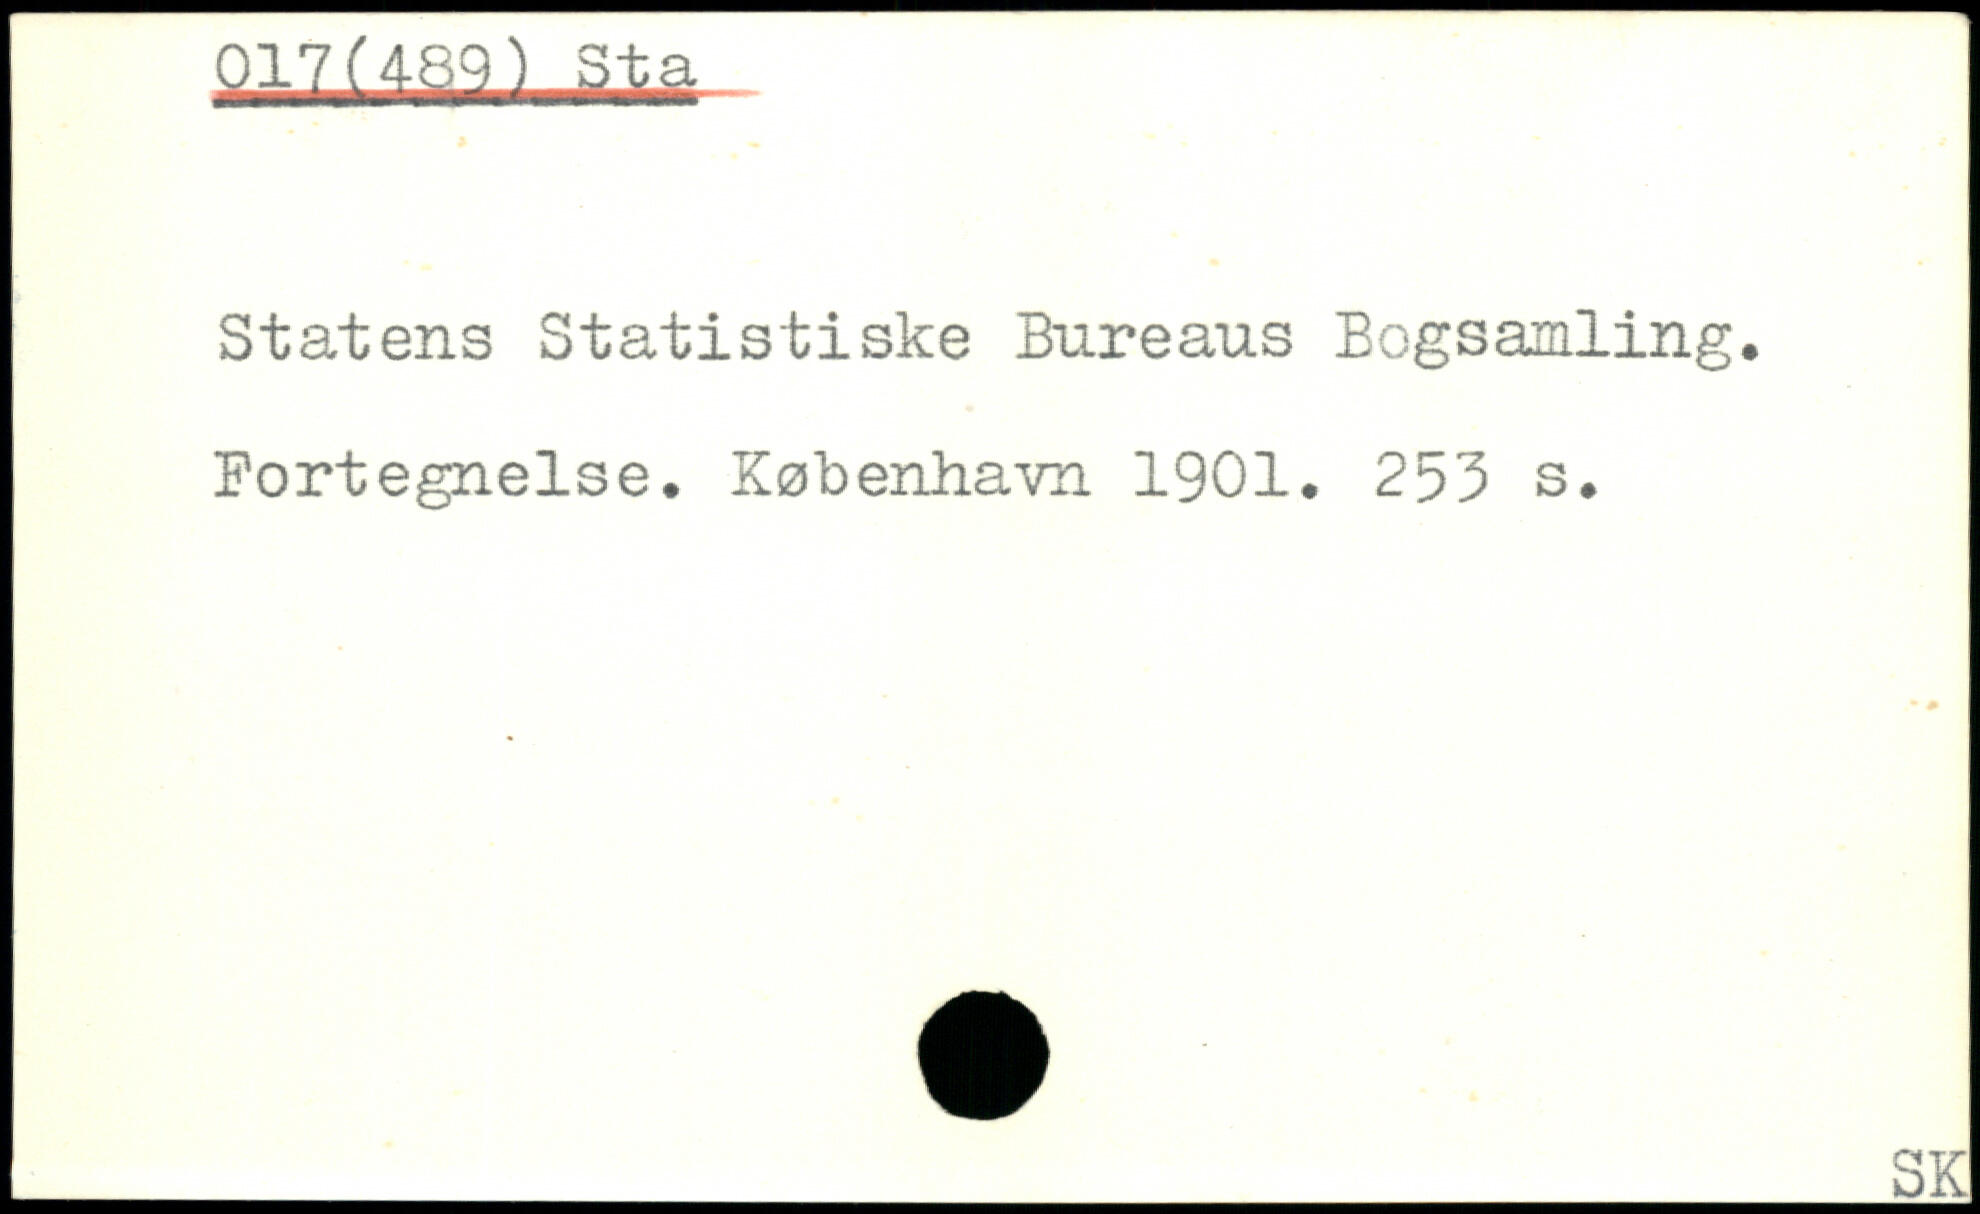 017(489) Sta
Statens Statistiske Bureaus Bogsamling.
Fortegnelse. København 1901. 253 s.
SK